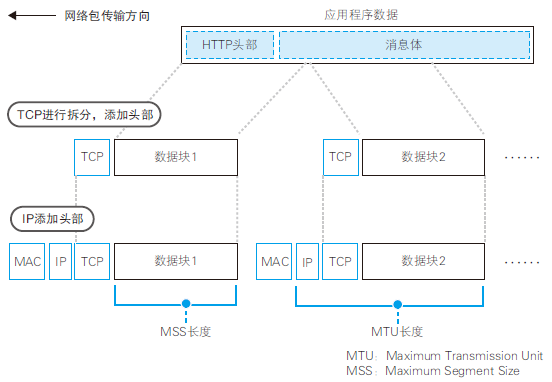 网络包传输方向
应用程序数据
HTTP头部 消息体
TCP进行拆分，添加头部
TCP 数据块1 TCP 数据块2 ······
IP添加头部
MAC IP TCP 数据块1 MAC IP TCP 数据块2 ······
MSS长度 MTU长度
MTU：Maximum Transmission Unit
MSS：Maximum Segment Size